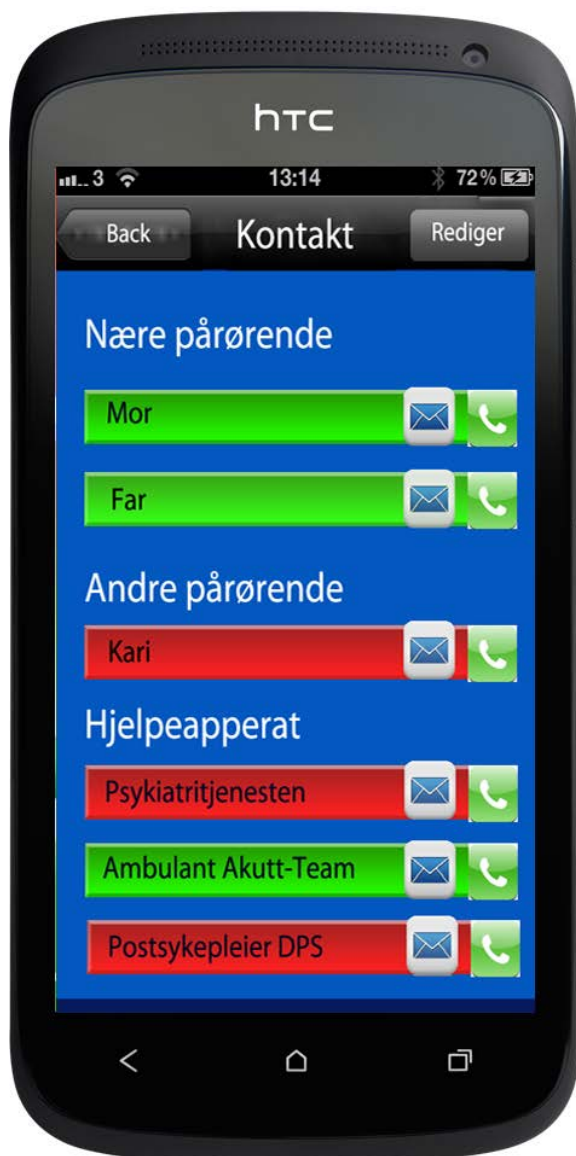 hTC
3 13:14 72%
Back Kontakt Rediger
Nære pårørende
Mor
Far
Andre pårørende
Kari
Hjelpeapperat
Psykiatritjenesten
Ambulant Akutt-Team
Postsykepleier DPS